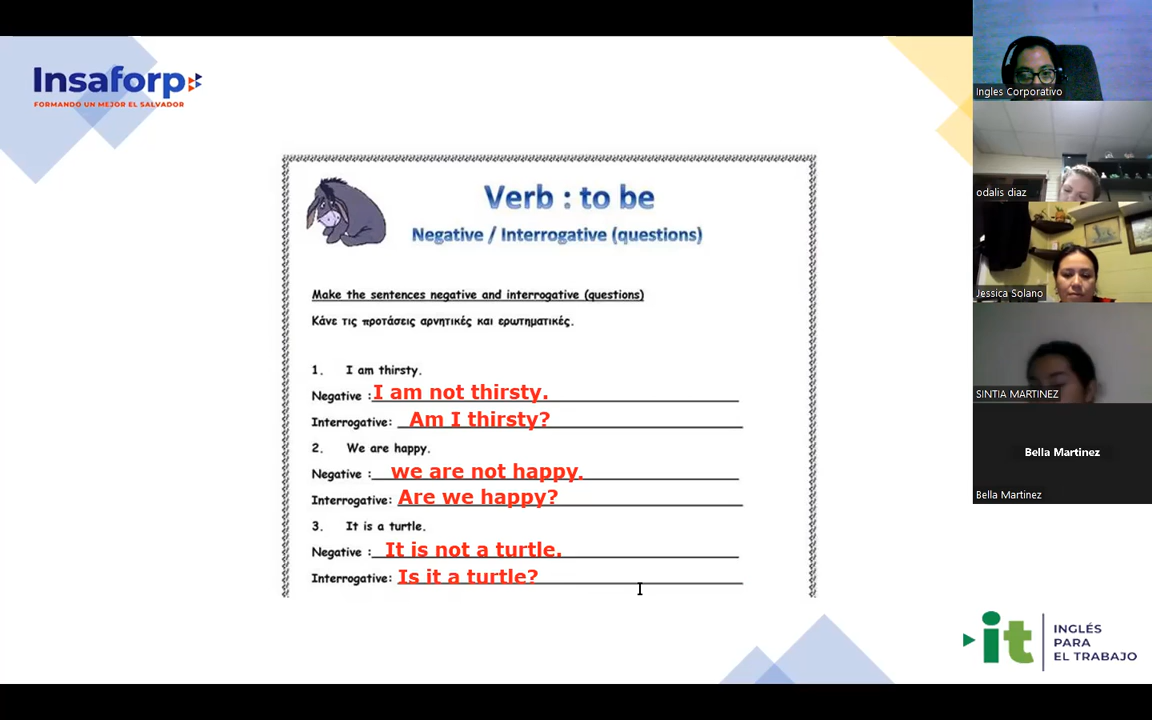 Insaforp
FORMANDO UN MEJOR EL SALVADOR
Verb : to be
Negative / Interrogative (questions)
Make the sentences negative and interrogative (questions)
Κάνε τις προτάσεις αρνητικές και ερωτηματικές.
1. I am thirsty.
Negative : I am not thirsty.
Interrogative: Am I thirsty?
2. We are happy.
Negative : we are not happy.
Interrogative: Are we happy?
3. It is a turtle.
Negative : It is not a turtle.
Interrogative: Is it a turtle?
it
INGLÉS
PARA
EL TRABAJO
Ingles Corporativo
odalis diaz
Jessica Solano
SINTIA MARTINEZ
Bella Martinez
Bella Martinez